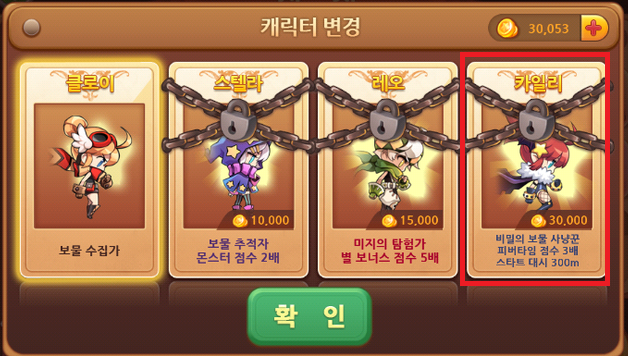 캐릭터 변경
30,053
클로이
보물 수집가
스텔라
10,000
보물 추적자
몬스터 점수 2배
레오
15,000
미지의 탐험가
별 보너스 점수 5배
카일리
30,000
비밀의 보물 사냥꾼
피버타임 점수 3배
스타트 대시 300m
확 인